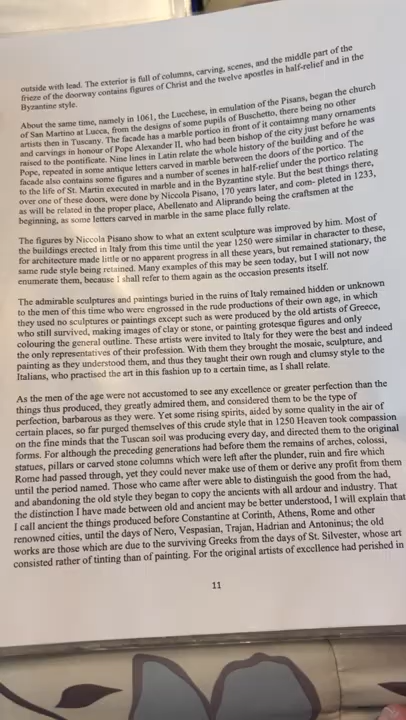 outside with lead. The exterior is full of columns, carving, scenes, and the middle part of the
frieze of the doorway contains figures of Christ and the twelve apostles in half-relief and in the
Byzantine style.
About the same time, namely in 1061, the Lucchese, in emulation of the Pisans, began the church
of San Martino at Lucca, from the designs of some pupils of Buschetto, there being no other
artists then in Tuscany. The facade has a marble portico in front of it containmg many ornaments
and carvings in honour of Pope Alexander II, who had been bishop of the city just before he was
raised to the pontificate. Nine lines in Latin relate the whole history of the building and of the
Pope, repeated in some antique letters carved in marble between the doors of the portico. The
facade also contains some figures and a number of scenes in half-relief under the portico relating
to the life of St. Martin executed in marble and in the Byzantine style. But the best things there,
over one of these doors, were done by Niccola Pisano, 170 years later, and com- pleted in 1233,
as will be related in the proper place, Abellenato and Aliprando being the craftsmen at the
beginning, as some letters carved in marble in the same place fully relate.
The figures by Niccola Pisano show to what an extent sculpture was improved by him. Most of
the buildings erected in Italy from this time until the year 1250 were similar in character to these,
for architecture made little or no apparent progress in all these years, but remained stationary, the
same rude style being retained. Many examples of this may be seen today, but I will not now
enumerate them, because I shall refer to them again as the occasion presents itself.
The admirable sculptures and paintings buried in the ruins of Italy remained hidden or unknown
to the men of this time who were engrossed in the rude productions of their own age, in which
they used no sculptures or paintings except such as were produced by the old artists of Greece,
who still survived, making images of clay or stone, or painting grotesque figures and only
colouring the general outline. These artists were invited to Italy for they were the best and indeed
the only representatives of their profession. With them they brought the mosaic, sculpture, and
painting as they understood them, and thus they taught their own rough and clumsy style to the
Italians, who practised the art in this fashion up to a certain time, as I shall relate.
As the men of the age were not accustomed to see any excellence or greater perfection than the
things thus produced, they greatly admired them, and considered them to be the type of
perfection, barbarous as they were. Yet some rising spirits, aided by some quality in the air of
certain places, so far purged themselves of this crude style that in 1250 Heaven took compassion
on the fine minds that the Tuscan soil was producing every day, and directed them to the original
forms. For although the preceding generations had before them the remains of arches, colossi,
statues, pillars or carved stone columns which were left after the plunder, ruin and fire which
Rome had passed through, yet they could never make use of them or derive any profit from them
until the period named. Those who came after were able to distinguish the good from the bad,
and abandoning the old style they began to copy the ancients with all ardour and industry. That
the distinction I have made between old and ancient may be better understood, I will explain that
I call ancient the things produced before Constantine at Corinth, Athens, Rome and other
renowned cities, until the days of Nero, Vespasian, Trajan, Hadrian and Antoninus; the old
works are those which are due to the surviving Greeks from the days of St. Silvester, whose art
consisted rather of tinting than of painting. For the original artists of excellence had perished in
11